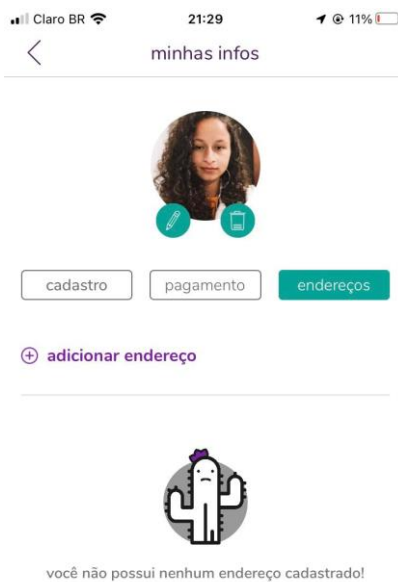 Claro BR 21:29 11%
minhas infos
cadastro pagamento endereços
adicionar endereço
você não possui nenhum endereço cadastrado!